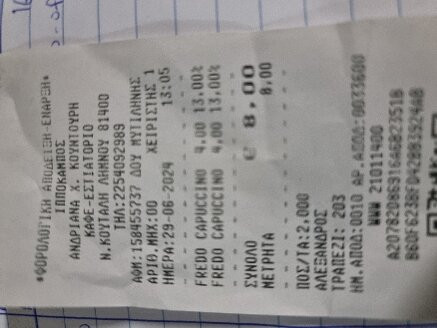 *ΦΟΡΟΛΟΓΙΚΗ ΑΠΟΔΕΙΞΗ-ΕΝΑΡΞΗ*
ΙΠΠΟΚΑΜΠΟΣ
ΑΝΔΡΙΑΝΑ Χ. ΚΟΥΝΤΟΥΡΗ
ΚΑΦΕ-ΕΣΤΙΑΤΟΡΙΟ
Ν.ΚΟΥΤΑΛΗ ΛΗΜΝΟΥ 81400
ΤΗΛ:2254092989
ΑΦΜ:158455737 ΔΟΥ ΜΥΤΙΛΗΝΗΣ
ΑΡΙΘ.ΜΗΧ:00 ΧΕΙΡΙΣΤΗΣ 1
ΗΜΕΡΑ:29-06-2024 13:05
FREDO CAPUCCINO 4,00 13,00%
FREDO CAPUCCINO 4,00 13,00%
ΣΥΝΟΛΟ € 8,00
ΜΕΤΡΗΤΑ 8,00
ΠΟΣ/ΤΑ:2.000
ΑΛΕΞΑΝΔΡΟΣ
ΤΡΑΠΕΖΙ: 203
ΗΜ.ΑΠΟΔ:0010 ΑΡ.ΑΠΟΔ:00033600
WWW 21011400